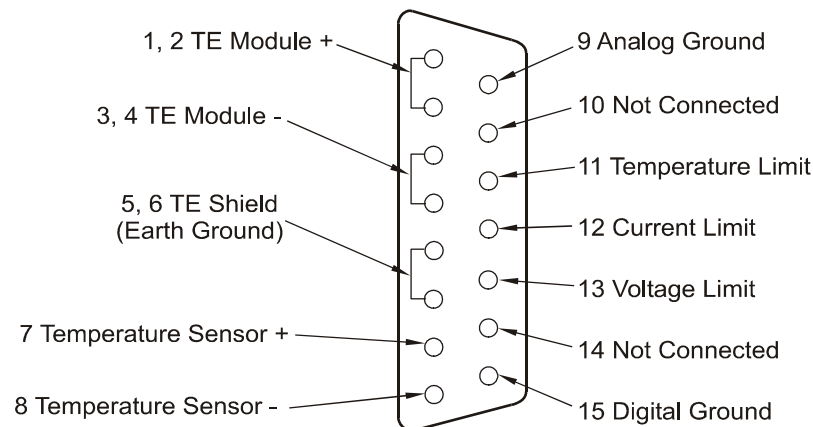 1, 2 TE Module +
3, 4 TE Module -
5, 6 TE Shield
(Earth Ground)
7 Temperature Sensor +
8 Temperature Sensor -
9 Analog Ground
10 Not Connected
11 Temperature Limit
12 Current Limit
13 Voltage Limit
14 Not Connected
15 Digital Ground